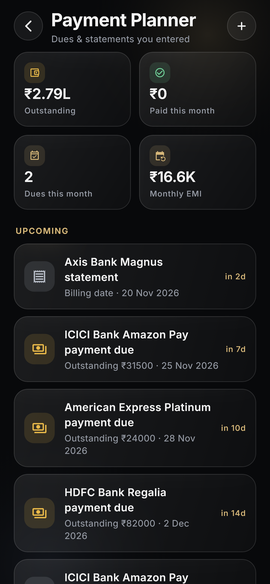 Payment Planner
Dues & statements you entered
₹2.79L
Outstanding
₹0
Paid this month
2
Dues this month
₹16.6K
Monthly EMI
UPCOMING
Axis Bank Magnus
statement
in 2d
Billing date · 20 Nov 2026
ICICI Bank Amazon Pay
payment due
in 7d
Outstanding ₹31500 · 25 Nov 2026
American Express Platinum
payment due
in 10d
Outstanding ₹24000 · 28 Nov
2026
HDFC Bank Regalia
payment due
in 14d
Outstanding ₹82000 · 2 Dec
2026
ICICI Bank Amazon Pay